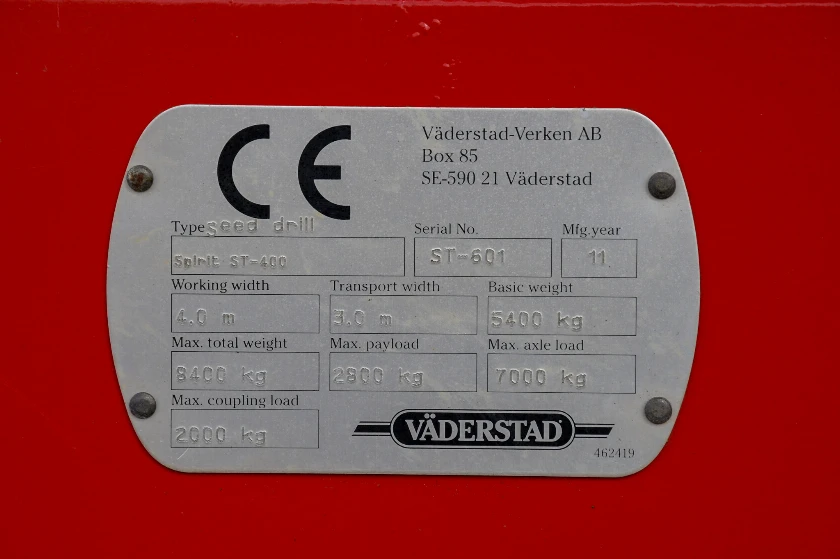 CE
Väderstad-Verken AB
Box 85
SE-590 21 Väderstad
Type Seed drill
Serial No.
Mfg.year
Spirit ST-400
ST-601
11
Working width
Transport width
Basic weight
4.0 m
3.0 m
5400 kg
Max. total weight
Max. payload
Max. axle load
8400 kg
2800 kg
7000 kg
Max. coupling load
2000 kg
VÄDERSTAD
462419